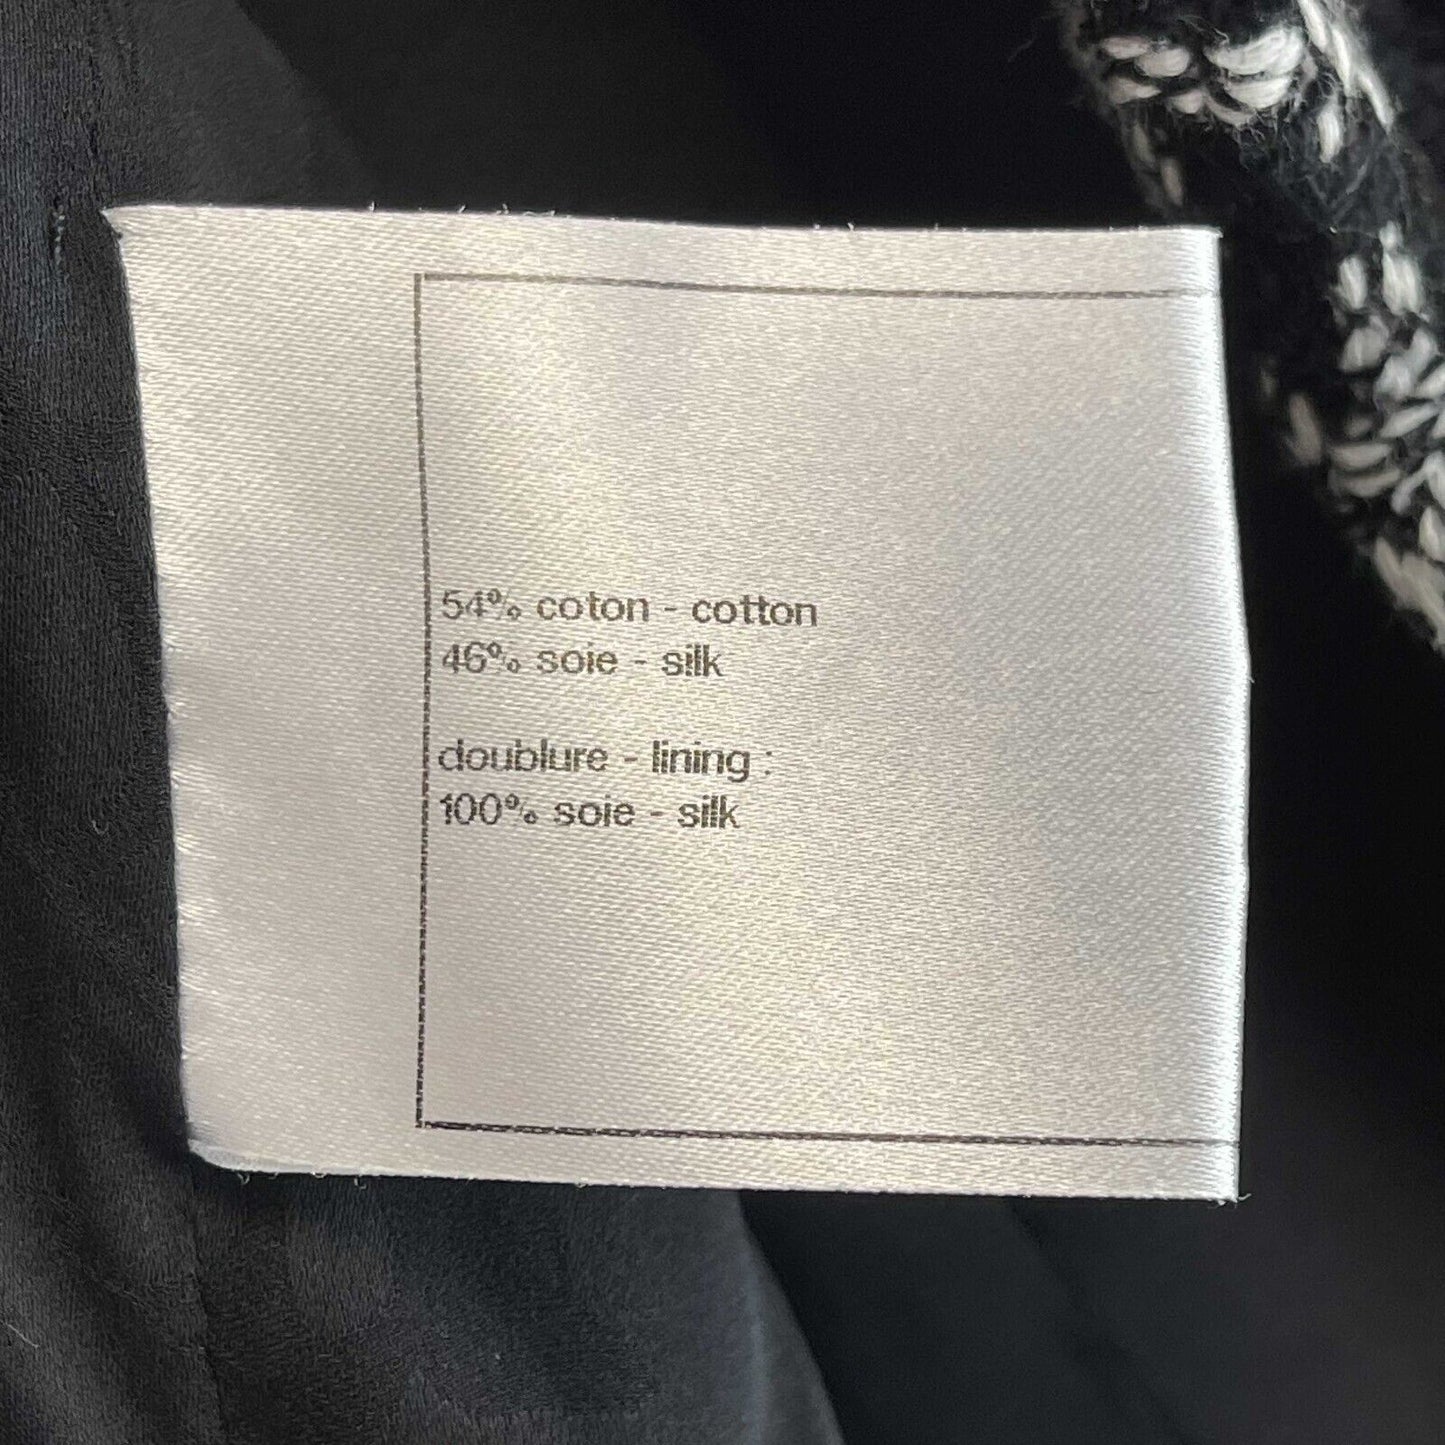 54% coton - cotton
46% soie - silk
doublure - lining :
100% soie - silk